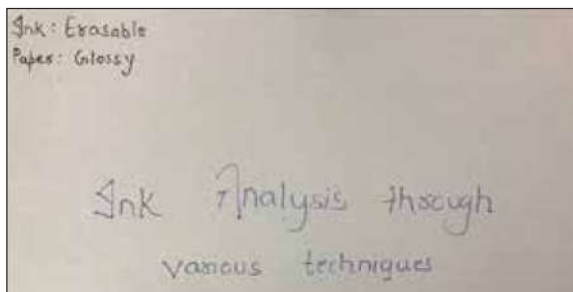 Ink: Erasable
Paper: Glossy
Ink Analysis through
various techniques